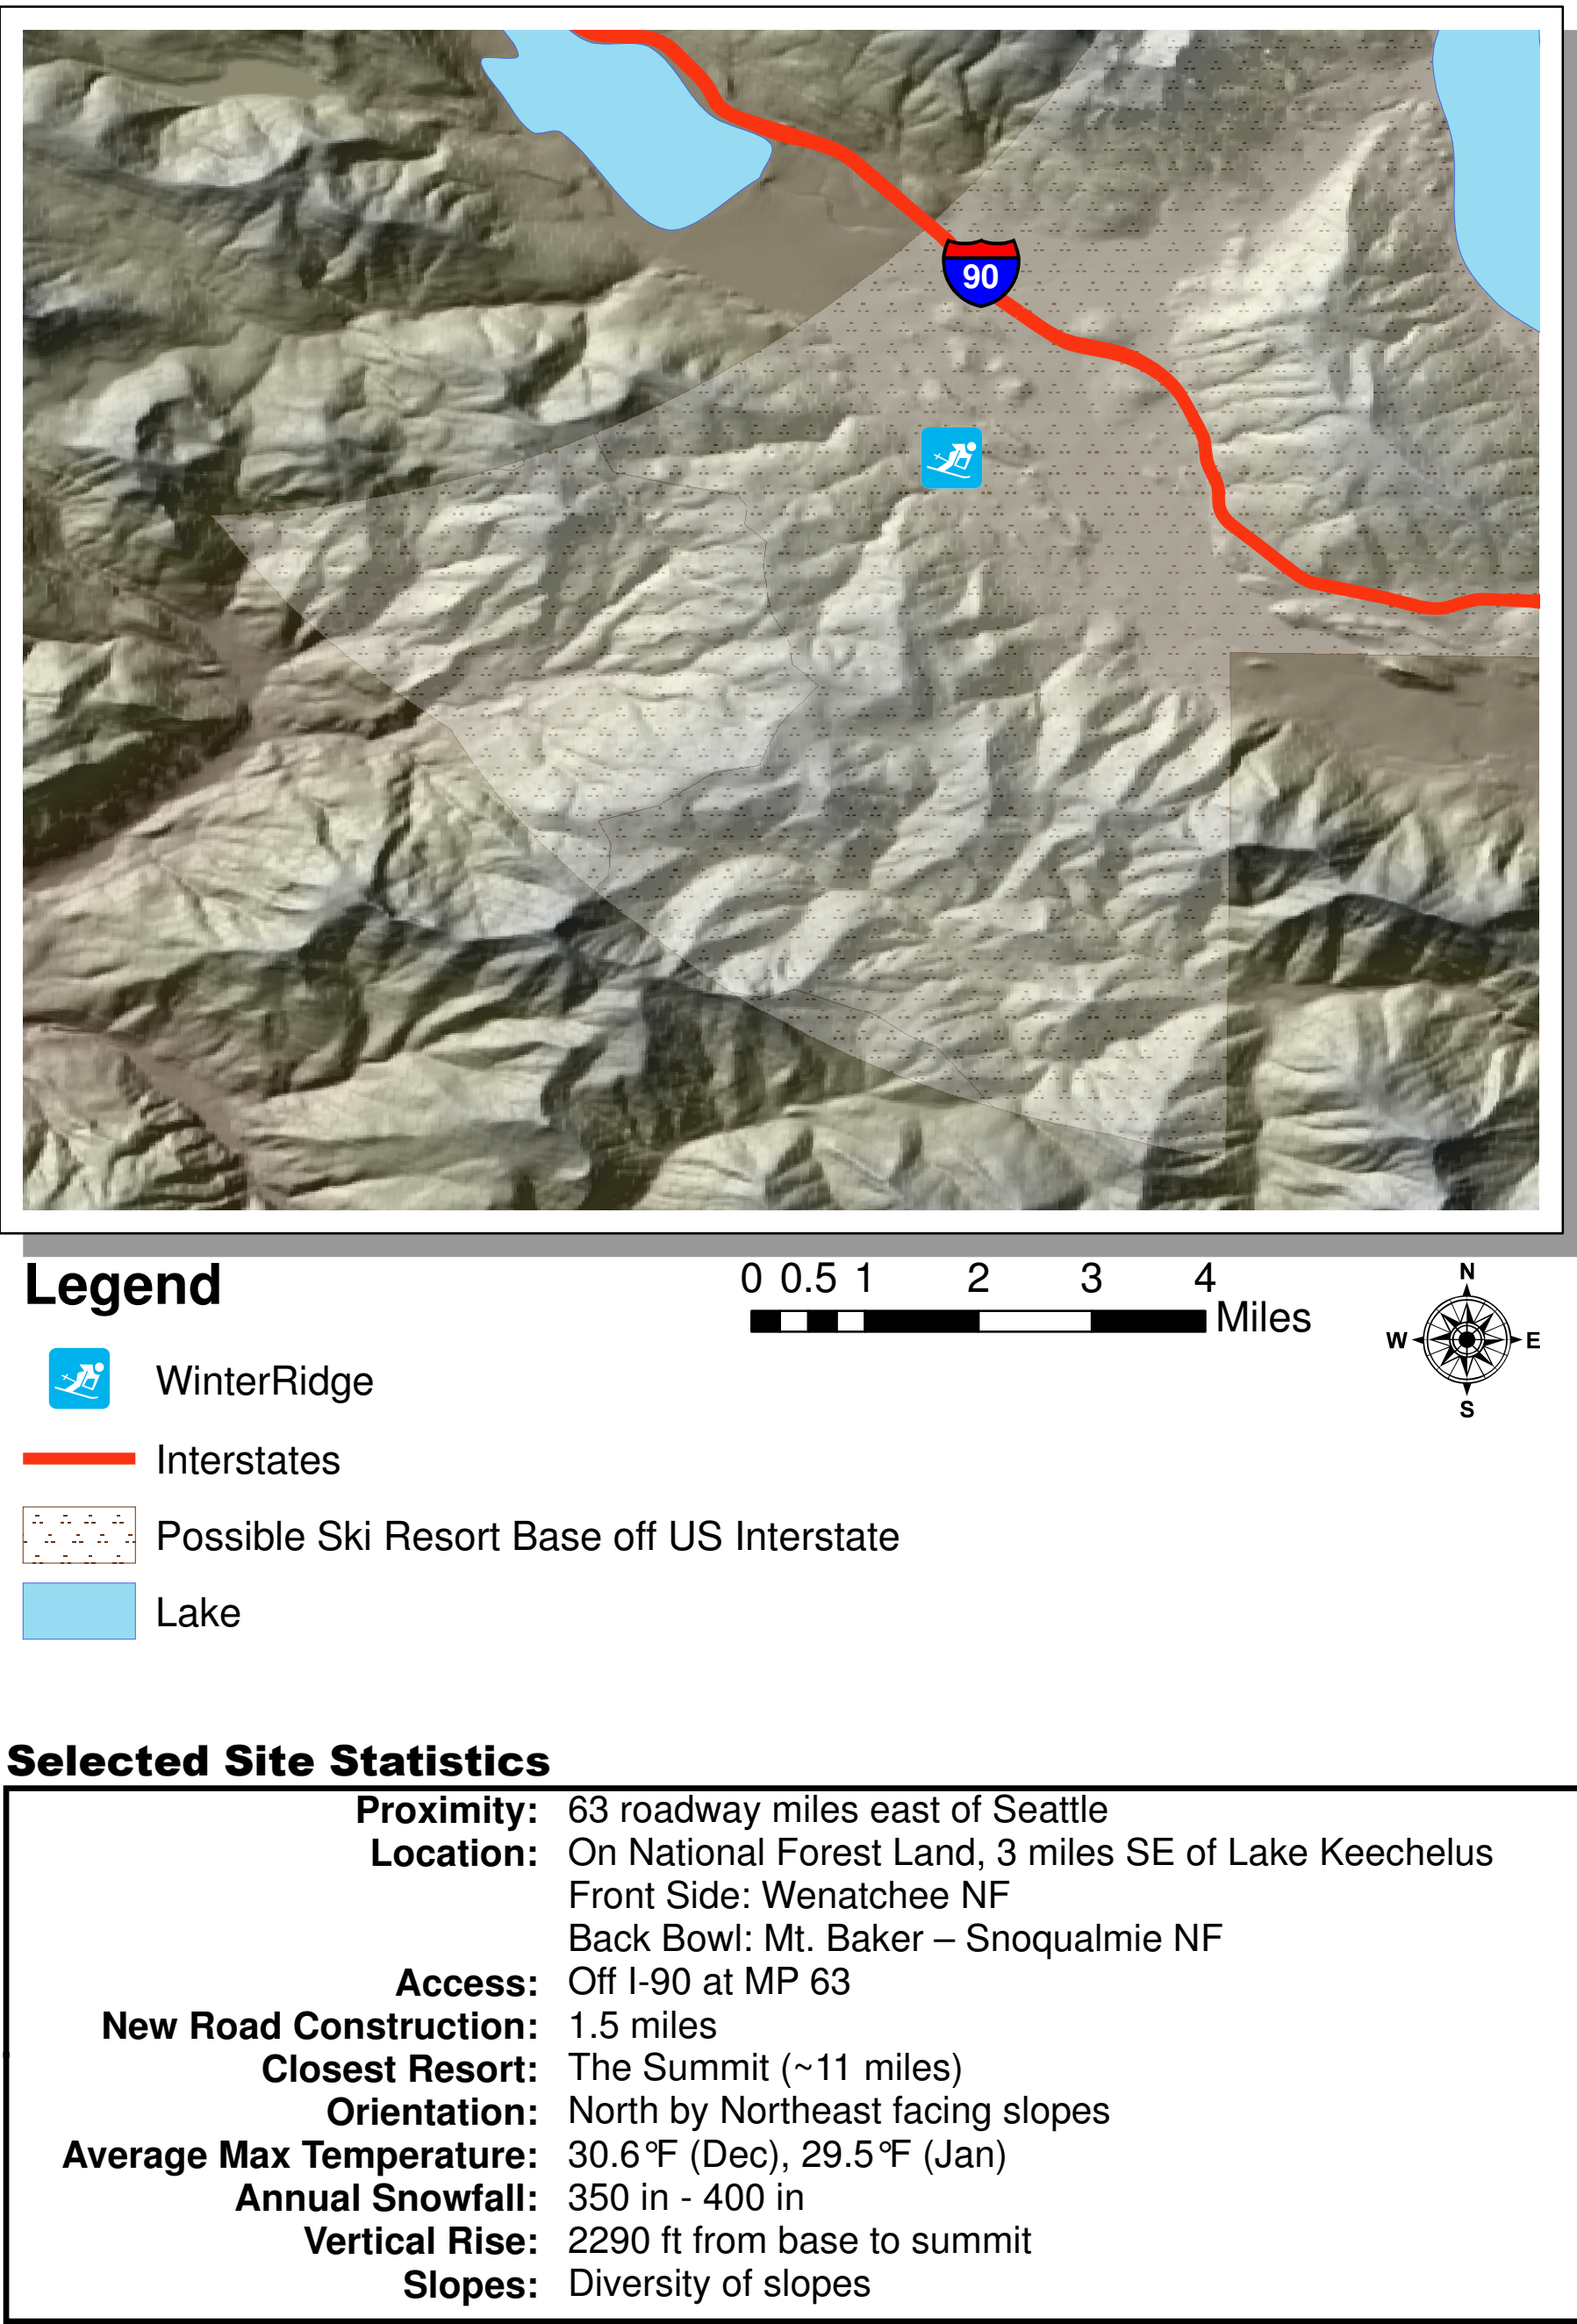 90
Legend
0 0.5 1 2 3 4
Miles
N
W E
S
WinterRidge
Interstates
Possible Ski Resort Base off US Interstate
Lake
Selected Site Statistics
Proximity: 63 roadway miles east of Seattle
Location: On National Forest Land, 3 miles SE of Lake Keechelus
Front Side: Wenatchee NF
Back Bowl: Mt. Baker – Snoqualmie NF
Access: Off I-90 at MP 63
New Road Construction: 1.5 miles
Closest Resort: The Summit (~11 miles)
Orientation: North by Northeast facing slopes
Average Max Temperature: 30.6°F (Dec), 29.5°F (Jan)
Annual Snowfall: 350 in - 400 in
Vertical Rise: 2290 ft from base to summit
Slopes: Diversity of slopes